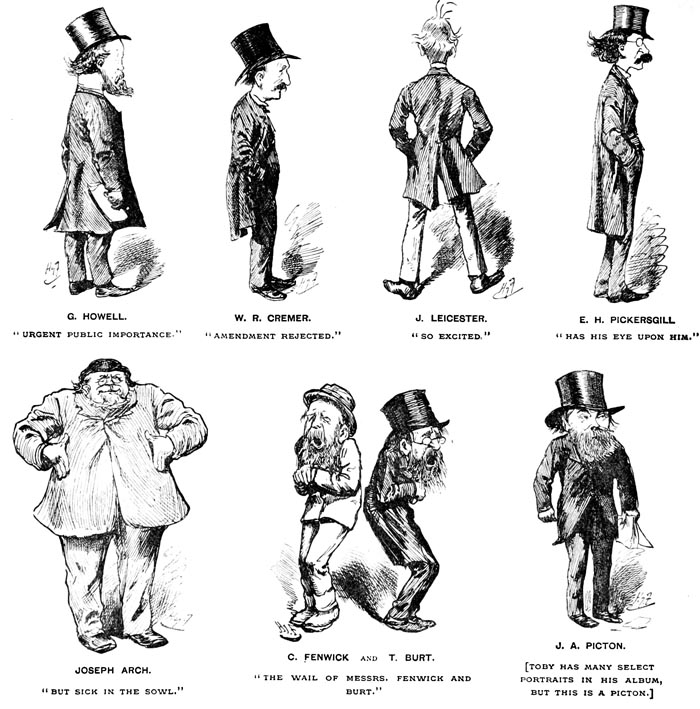 G. HOWELL.
"URGENT PUBLIC IMPORTANCE."
W. R. CREMER.
"AMENDMENT REJECTED."
J. LEICESTER.
"SO EXCITED."
E. H. PICKERSGILL
"HAS HIS EYE UPON HIM."
JOSEPH ARCH.
"BUT SICK IN THE SOWL."
C. FENWICK AND T. BURT.
"THE WAIL OF MESSRS. FENWICK AND
BURT."
J. A. PICTON.
[TOBY HAS MANY SELECT
PORTRAITS IN HIS ALBUM,
BUT THIS IS A PICTON.]